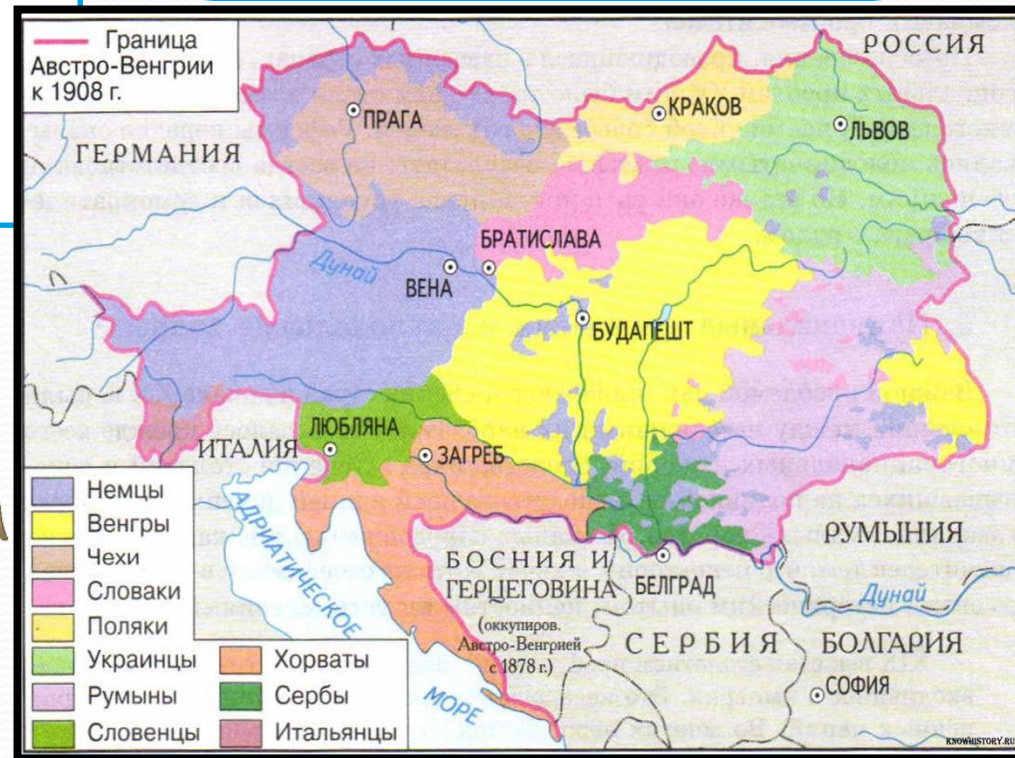 Граница
Австро-Венгрии
к 1908 г.
РОССИЯ
ГЕРМАНИЯ
ПРАГА
КРАКОВ
ЛЬВОВ
БРАТИСЛАВА
Дунай
ВЕНА
БУДАПЕШТ
ЛЮБЛЯНА
ИТАЛИЯ
ЗАГРЕБ
АДРИАТИЧЕСКОЕ
МОРЕ
БОСНИЯ И
ГЕРЦЕГОВИНА
(оккупиров.
Австро-Венгрией
с 1878 г.)
БЕЛГРАД
РУМЫНИЯ
Дунай
СЕРБИЯ
БОЛГАРИЯ
СОФИЯ
Немцы
Венгры
Чехи
Словаки
Поляки
Украинцы
Румыны
Словенцы
Хорваты
Сербы
Итальянцы
KNOWHISTORY.RU